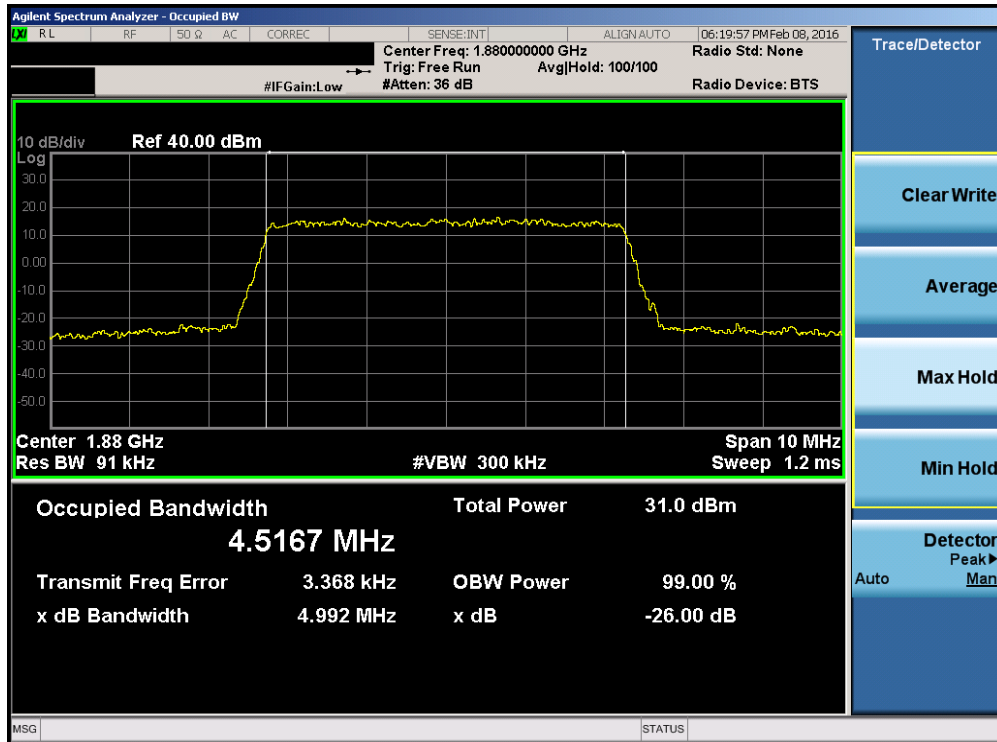 Agilent Spectrum Analyzer - Occupied BW
LXI RL RF 50 Ω AC CORREC SENSE:INT ALIGN AUTO 06:19:57 PM Feb 08, 2016
Center Freq: 1.880000000 GHz Radio Std: None
Trig: Free Run Avg|Hold: 100/100
#IFGain:Low #Atten: 36 dB Radio Device: BTS
10 dB/div Ref 40.00 dBm
Log
30.0
20.0
10.0
0.00
-10.0
-20.0
-30.0
-40.0
-50.0
Center 1.88 GHz Span 10 MHz
Res BW 91 kHz #VBW 300 kHz Sweep 1.2 ms
Occupied Bandwidth Total Power 31.0 dBm
4.5167 MHz
Transmit Freq Error 3.368 kHz OBW Power 99.00 %
x dB Bandwidth 4.992 MHz x dB -26.00 dB
MSG STATUS
Trace/Detector
Clear Write
Average
Max Hold
Min Hold
Detector
Peak▶
Auto Man